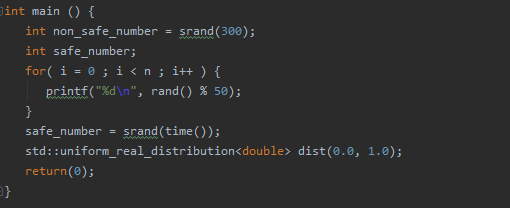 int main () {
int non_safe_number = srand(300);
int safe_number;
for( i = 0 ; i < n ; i++ ) {
printf("%d\n", rand() % 50);
}
safe_number = srand(time());
std::uniform_real_distribution<double> dist(0.0, 1.0);
return(0);
}